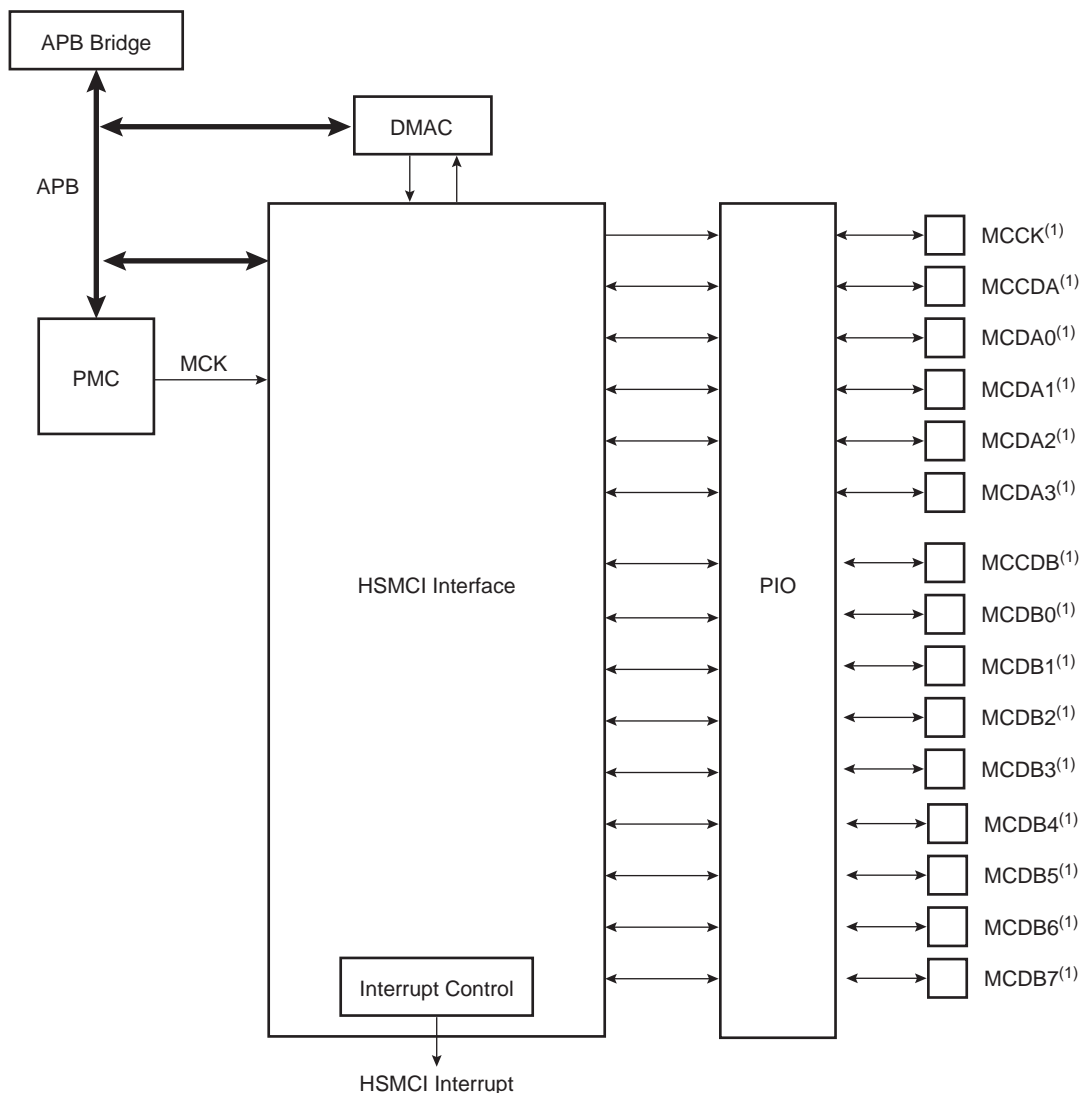 APB Bridge
DMAC
APB
MCCK(1)
MCCDA(1)
MCDA0(1)
PMC
MCK
MCDA1(1)
MCDA2(1)
MCDA3(1)
MCCDB(1)
HSMCI Interface
PIO
MCDB0(1)
MCDB1(1)
MCDB2(1)
MCDB3(1)
MCDB4(1)
MCDB5(1)
MCDB6(1)
MCDB7(1)
Interrupt Control
HSMCI Interrupt